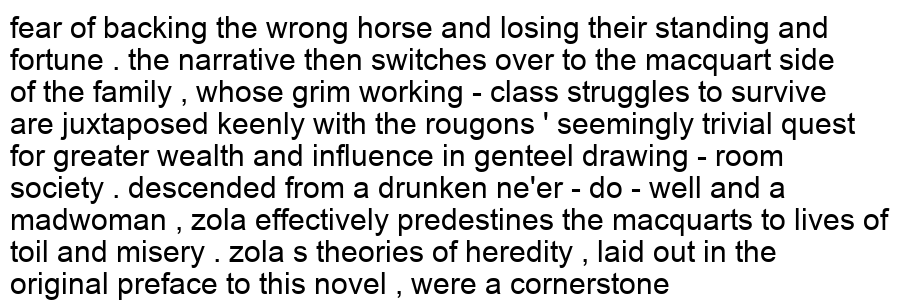 fear of backing the wrong horse and losing their standing and
fortune . the narrative then switches over to the macquart side
of the family , whose grim working - class struggles to survive
are juxtaposed keenly with the rougons ' seemingly trivial quest
for greater wealth and influence in genteel drawing - room
society . descended from a drunken ne'er - do - well and a
madwoman , zola effectively predestines the macquarts to lives of
toil and misery . zola s theories of heredity , laid out in the
original preface to this novel , were a cornerstone